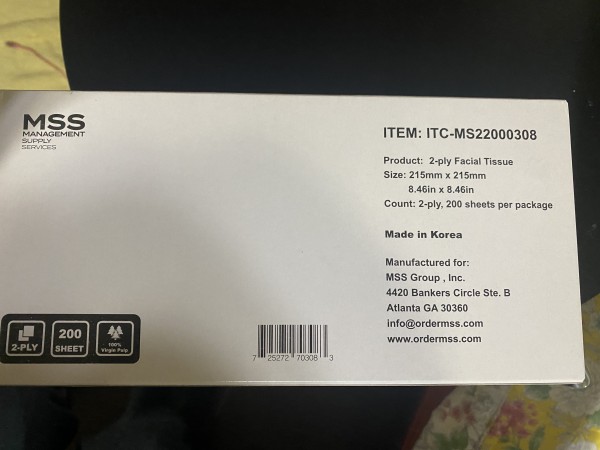 MSS
MANAGEMENT
SUPPLY
SERVICES
ITEM: ITC-MS22000308
Product: 2-ply Facial Tissue
Size: 215mm x 215mm
8.46in x 8.46in
Count: 2-ply, 200 sheets per package
Made in Korea
Manufactured for:
MSS Group , Inc.
4420 Bankers Circle Ste. B
Atlanta GA 30360
info@ordermss.com
www.ordermss.com
2-PLY
200
SHEET
100%
Virgin Pulp
7 25272 70308 3